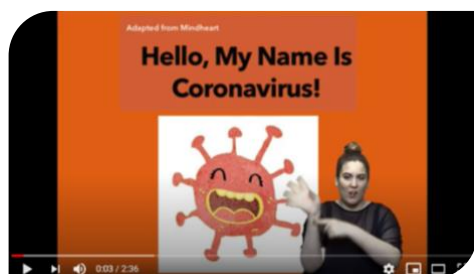 Adapted from Mindheart
Hello, My Name Is
Coronavirus!
0:03 / 2:36